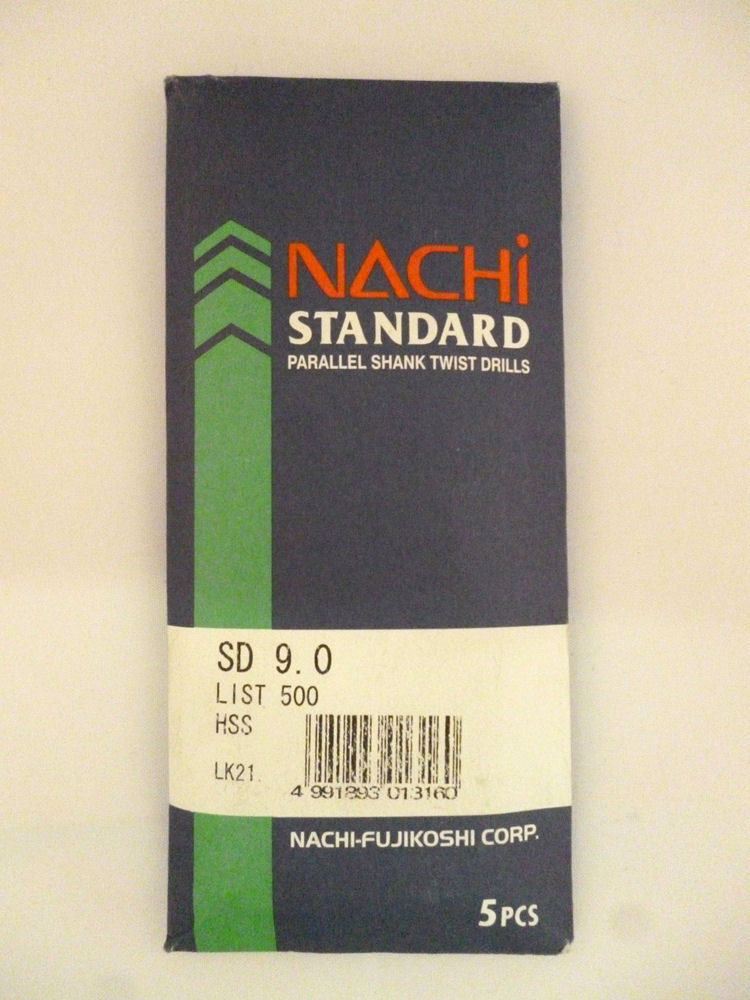 NACHi
STANDARD
PARALLEL SHANK TWIST DRILLS
SD 9.0
LIST 500
HSS
LK21.
4 991893 013160
NACHI-FUJIKOSHI CORP.
5PCS